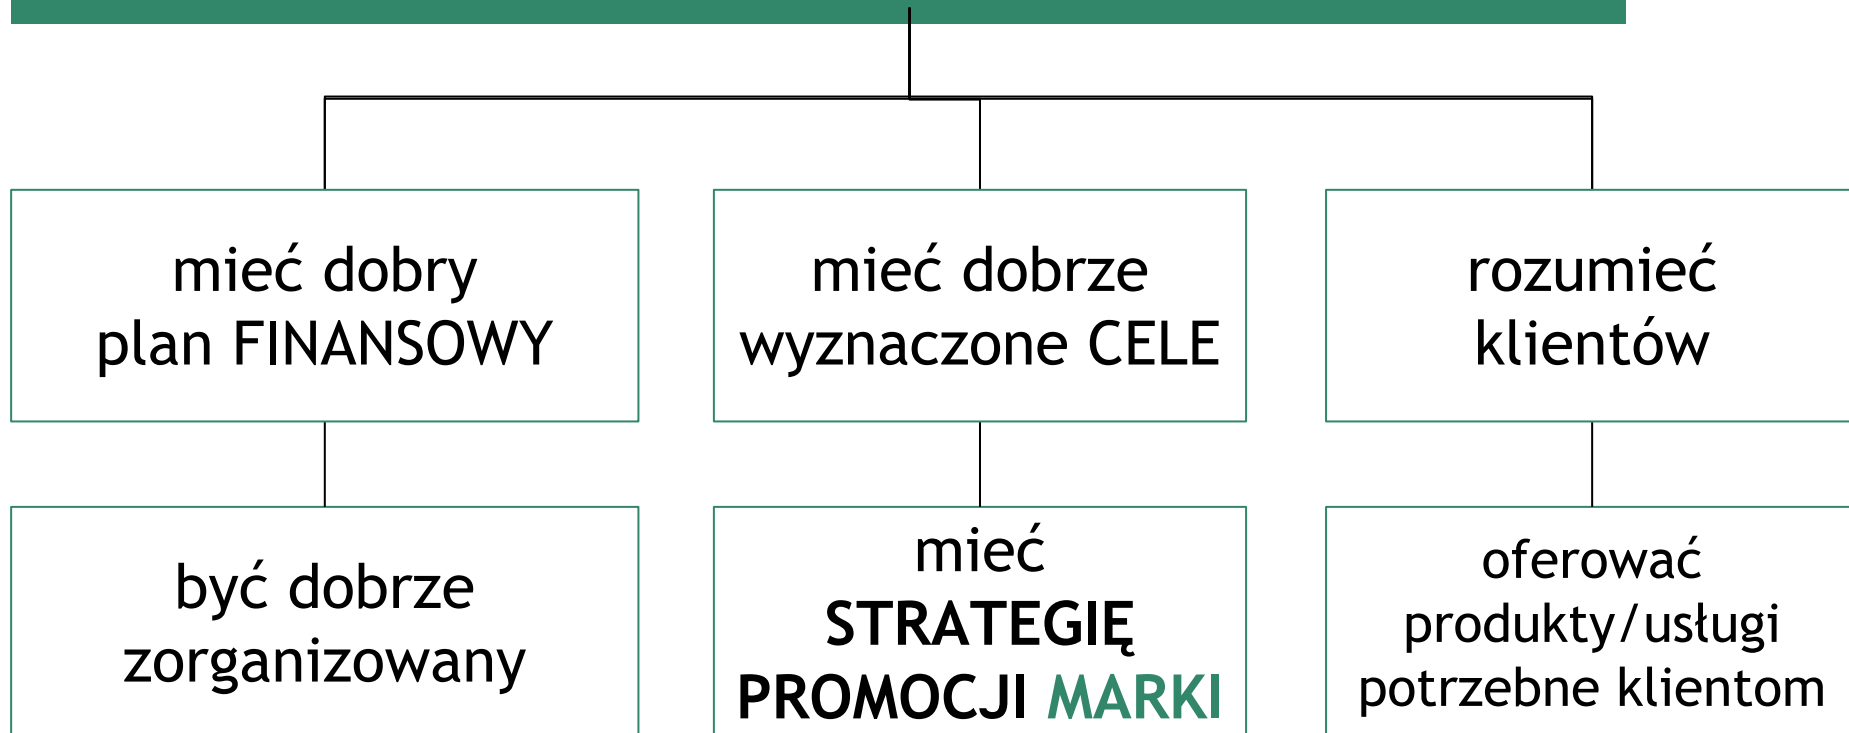 mieć dobry
plan FINANSOWY
mieć dobrze
wyznaczone CELE
rozumieć
klientów
być dobrze
zorganizowany
mieć
STRATEGIĘ
PROMOCJI MARKI
oferować
produkty/usługi
potrzebne klientom